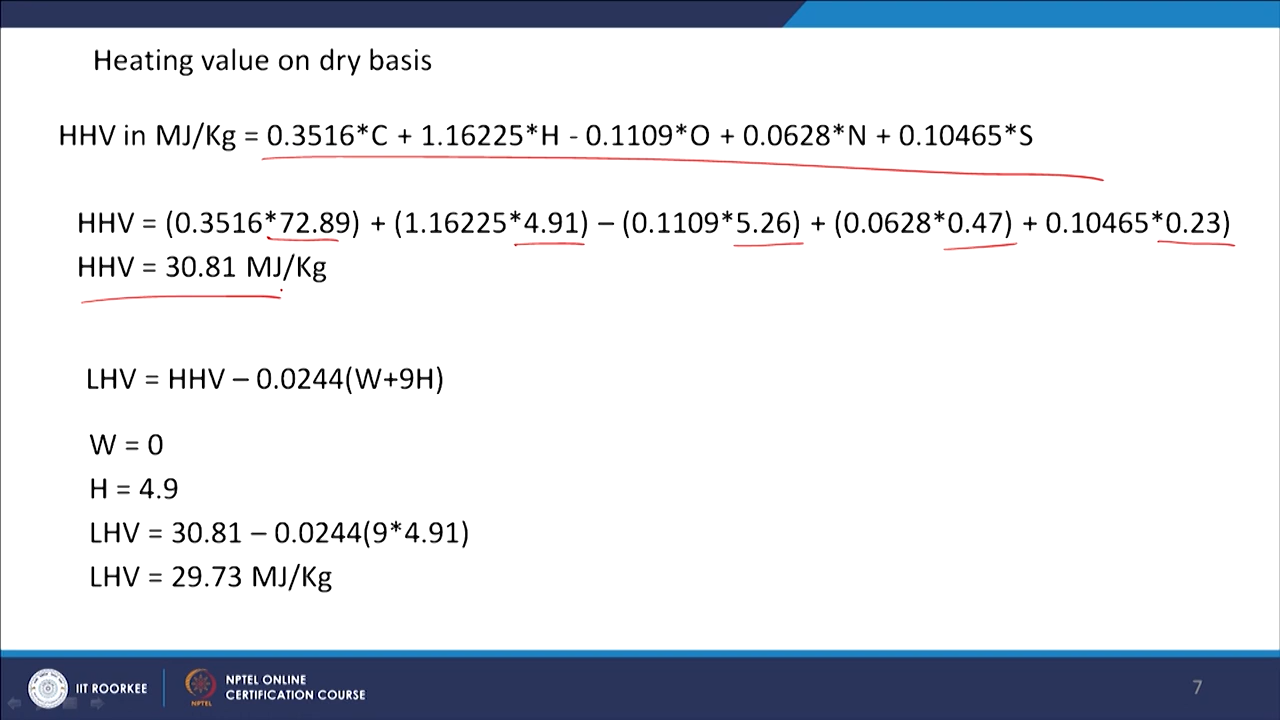 Heating value on dry basis
HHV in MJ/Kg = 0.3516*C + 1.16225*H - 0.1109*O + 0.0628*N + 0.10465*S
HHV = (0.3516*72.89) + (1.16225*4.91) – (0.1109*5.26) + (0.0628*0.47) + 0.10465*0.23)
HHV = 30.81 MJ/Kg
LHV = HHV – 0.0244(W+9H)
W = 0
H = 4.9
LHV = 30.81 – 0.0244(9*4.91)
LHV = 29.73 MJ/Kg
IIT ROORKEE
NPTEL
NPTEL ONLINE
CERTIFICATION COURSE
7